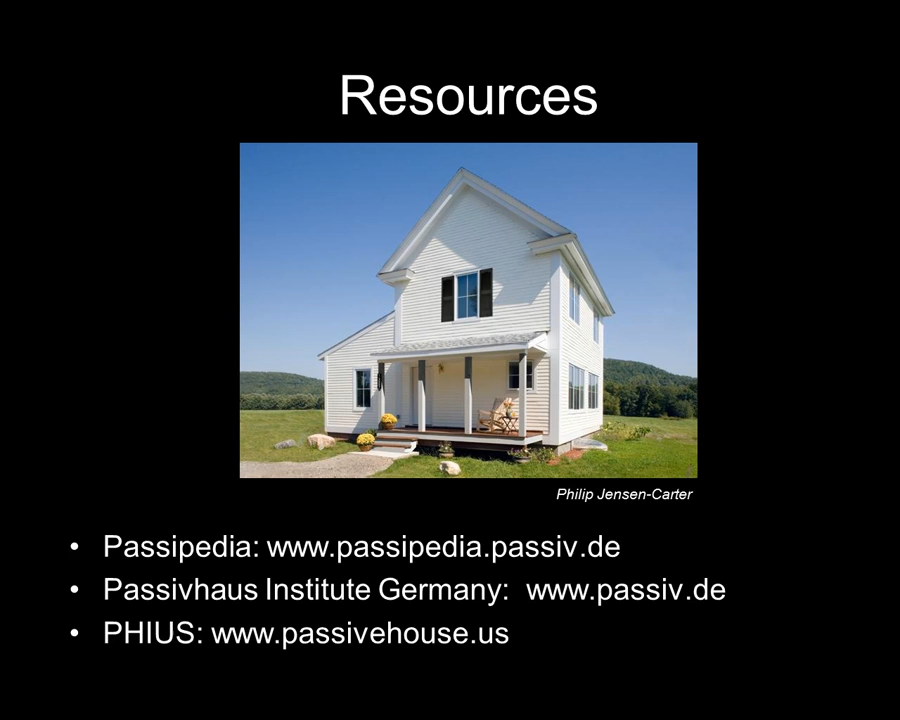 Resources
Philip Jensen-Carter
• Passipedia: www.passipedia.passiv.de
• Passivhaus Institute Germany:  www.passiv.de
• PHIUS: www.passivehouse.us